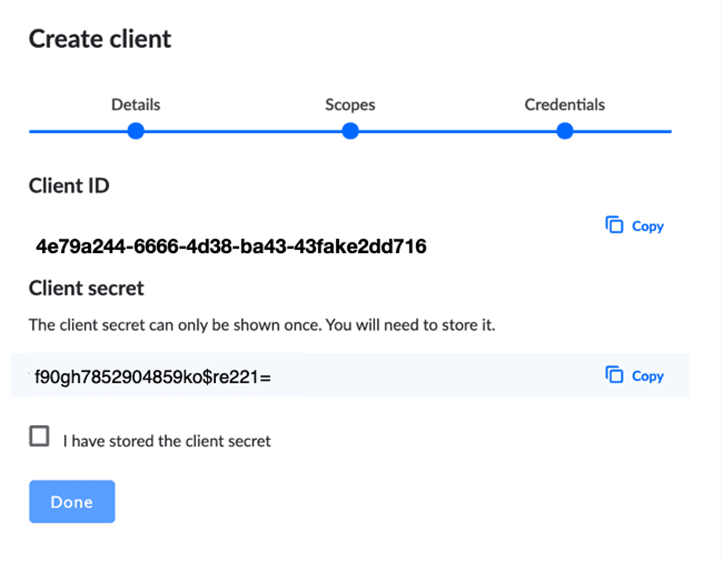 Create client
Details Scopes Credentials
Client ID
Copy
4e79a244-6666-4d38-ba43-43fake2dd716
Client secret
The client secret can only be shown once. You will need to store it.
f90gh7852904859ko$re221= Copy
I have stored the client secret
Done